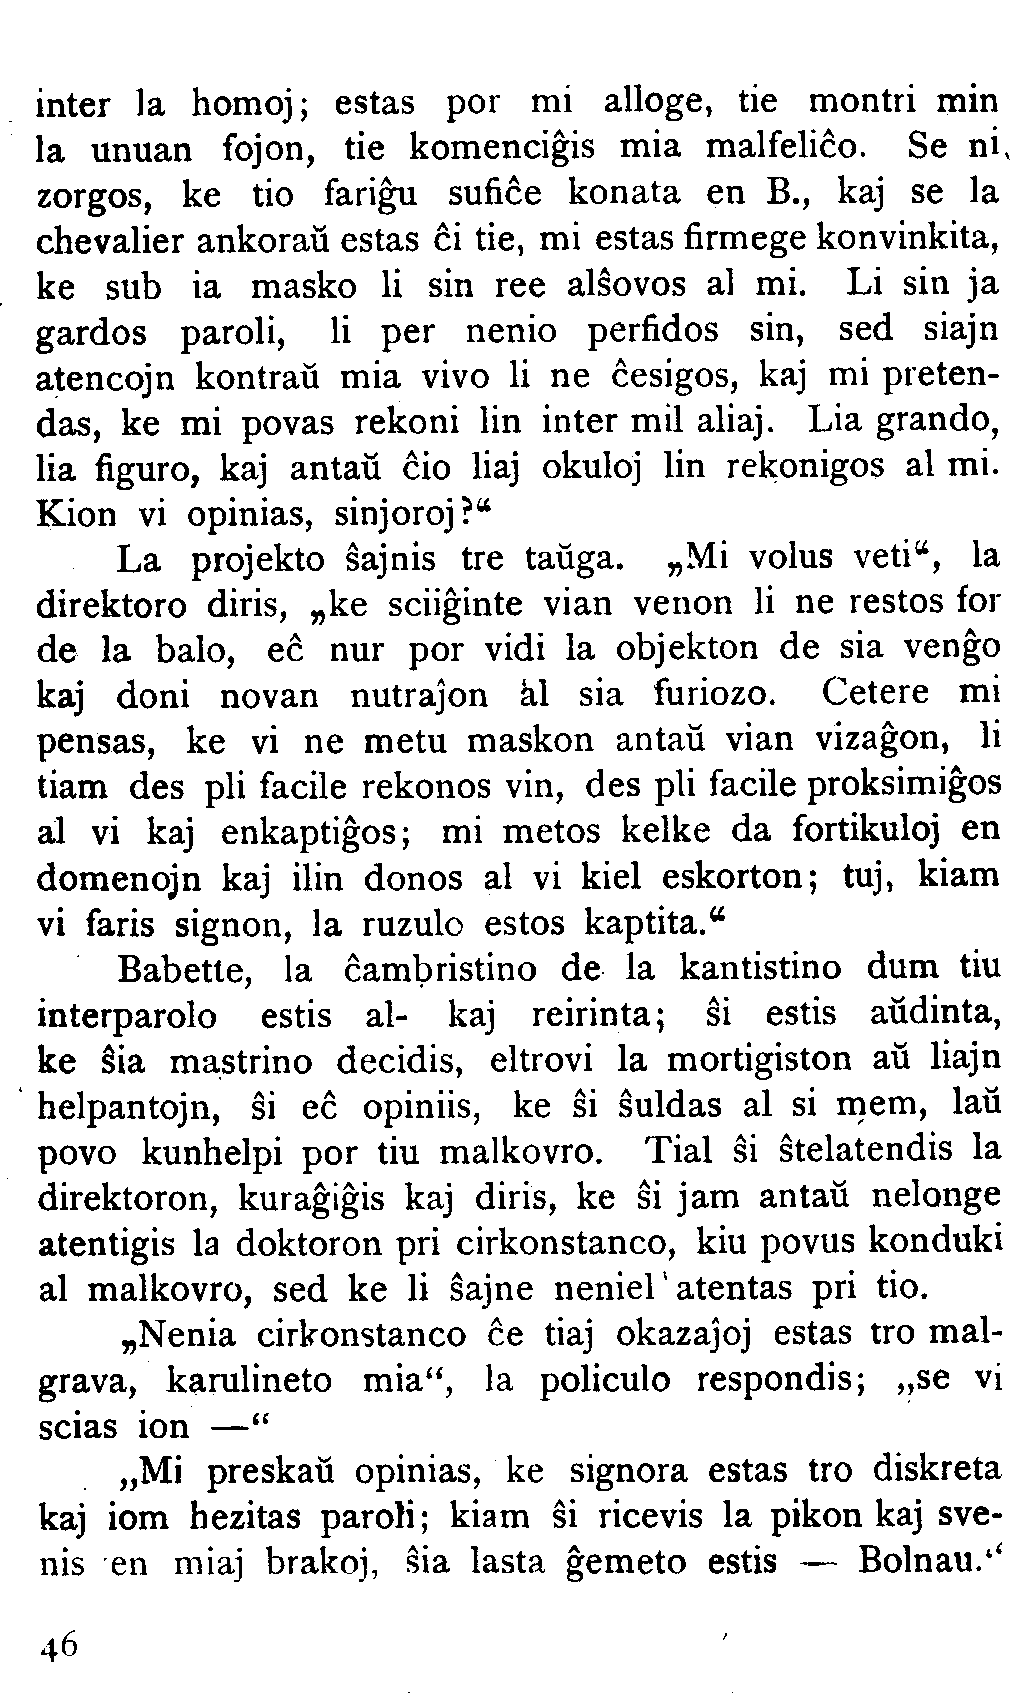 inter la homoj; estas por mi alloge, tie montri min
la unuan fojon, tie komenciĝis mia malfeliĉo. Se ni,
zorgos, ke tio fariĝu sufiĉe konata en B., kaj se la
chevalier ankoraŭ estas ĉi tie, mi estas firmege konvinkita,
ke sub ia masko li sin ree alŝovos al mi. Li sin ja
gardos paroli, li per nenio perfidos sin, sed siajn
atencojn kontraŭ mia vivo li ne ĉesigos, kaj mi preten-
das, ke mi povas rekoni lin inter mil aliaj. Lia grando,
lia figuro, kaj antaŭ ĉio liaj okuloj lin rekonigos al mi.
Kion vi opinias, sinjoroj?“
La projekto ŝajnis tre taŭga. „Mi volus veti“, la
direktoro diris, „ke sciiĝinte vian venon li ne restos for
de la balo, eĉ nur por vidi la objekton de sia venĝo
kaj doni novan nutraĵon al sia furiozo. Cetere mi
pensas, ke vi ne metu maskon antaŭ vian vizaĝon, li
tiam des pli facile rekonos vin, des pli facile proksimiĝos
al vi kaj enkaptiĝos; mi metos kelke da fortikuloj en
domenojn kaj ilin donos al vi kiel eskorton; tuj, kiam
vi faris signon, la ruzulo estos kaptita.“
Babette, la ĉambristino de la kantistino dum tiu
interparolo estis al- kaj reirinta; ŝi estis aŭdinta,
ke ŝia mastrino decidis, eltrovi la mortigiston aŭ liajn
helpantojn, ŝi eĉ opiniis, ke ŝi ŝuldas al si mem, laŭ
povo kunhelpi por tiu malkovro. Tial ŝi ŝtelatendis la
direktoron, kuraĝiĝis kaj diris, ke ŝi jam antaŭ nelonge
atentigis la doktoron pri cirkonstanco, kiu povus konduki
al malkovro, sed ke li ŝajne neniel atentas pri tio.
„Nenia cirkonstanco ĉe tiaj okazaĵoj estas tro mal-
grava, karulineto mia“, la policulo respondis; „se vi
scias ion —“
„Mi preskaŭ opinias, ke signora estas tro diskreta
kaj iom hezitas paroli; kiam ŝi ricevis la pikon kaj sve-
nis en miaj brakoj, ŝia lasta ĝemeto estis — Bolnau.“
46